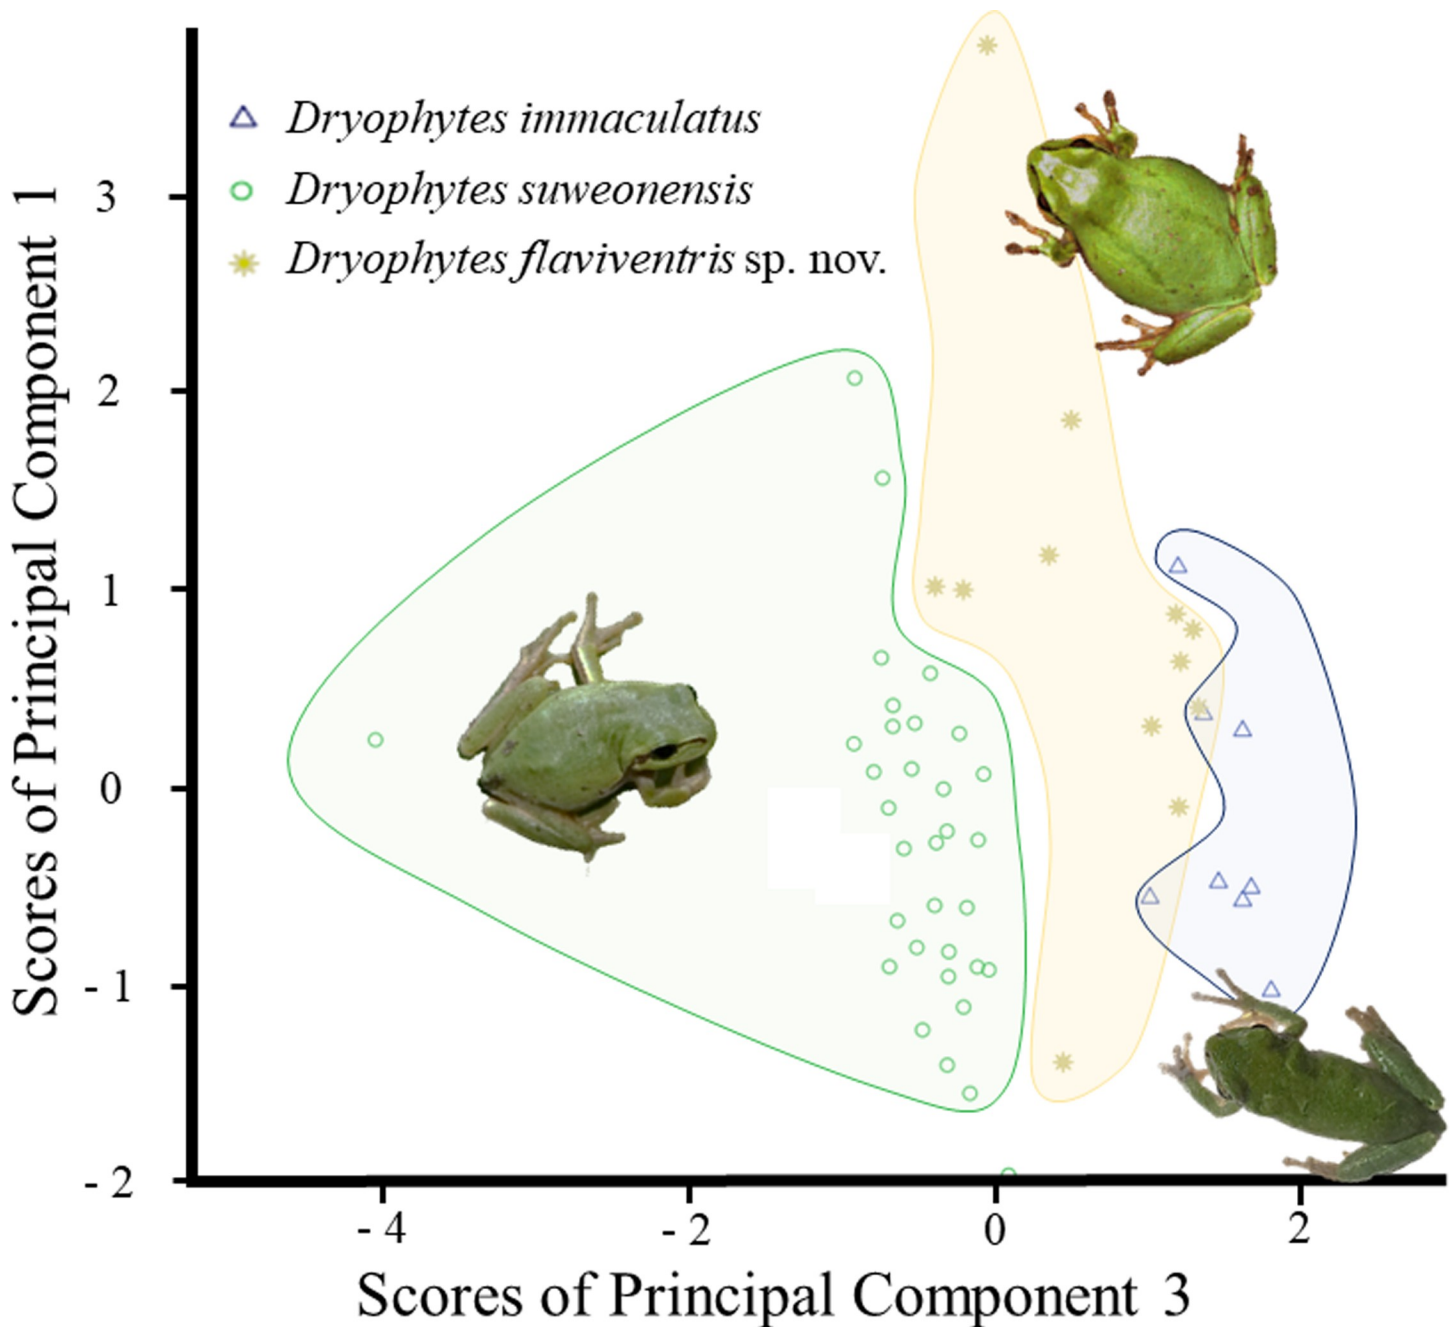 Dryophytes immaculatus
Dryophytes suweonensis
Dryophytes flaviventris sp. nov.
Scores of Principal Component 1
3
2
1
0
- 1
- 2
- 4
- 2
0
2
Scores of Principal Component 3